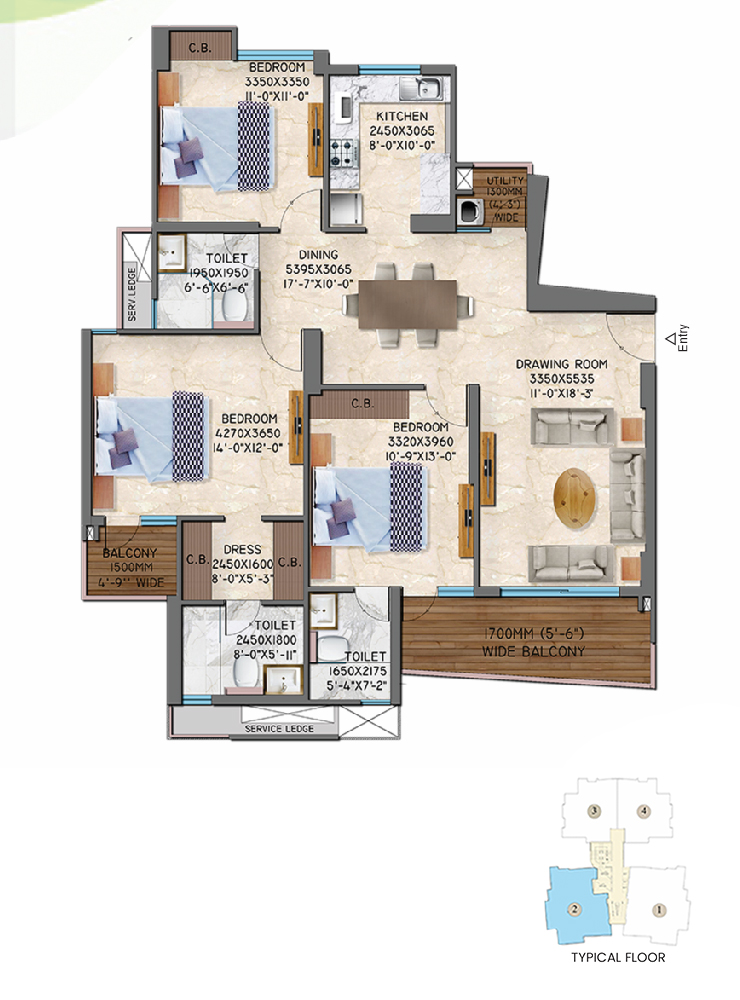 C.B.
BEDROOM
3350X3350
11'-0"X11'-0"
KITCHEN
2450X3065
8'-0"X10'-0"
UTILITY
1300MM
(4'-3")
WIDE
TOILET
1950X1950
6'-6"X6'-6"
SERV. LEDGE
DINING
5395X3065
17'-7"X10'-0"
Entry
DRAWING ROOM
3350X5535
11'-0"X18'-3"
C.B.
BEDROOM
4270X3650
14'-0"X12'-0"
BEDROOM
3320X3960
10'-9"X13'-0"
BALCONY
1500MM
4'-9" WIDE
C.B.
DRESS
2450X1600
8'-0"X5'-3"
C.B.
TOILET
2450X1800
8'-0"X5'-11"
TOILET
1650X2175
5'-4"X7'-2"
1700MM (5'-6")
WIDE BALCONY
SERVICE LEDGE
3
4
2
1
TYPICAL FLOOR